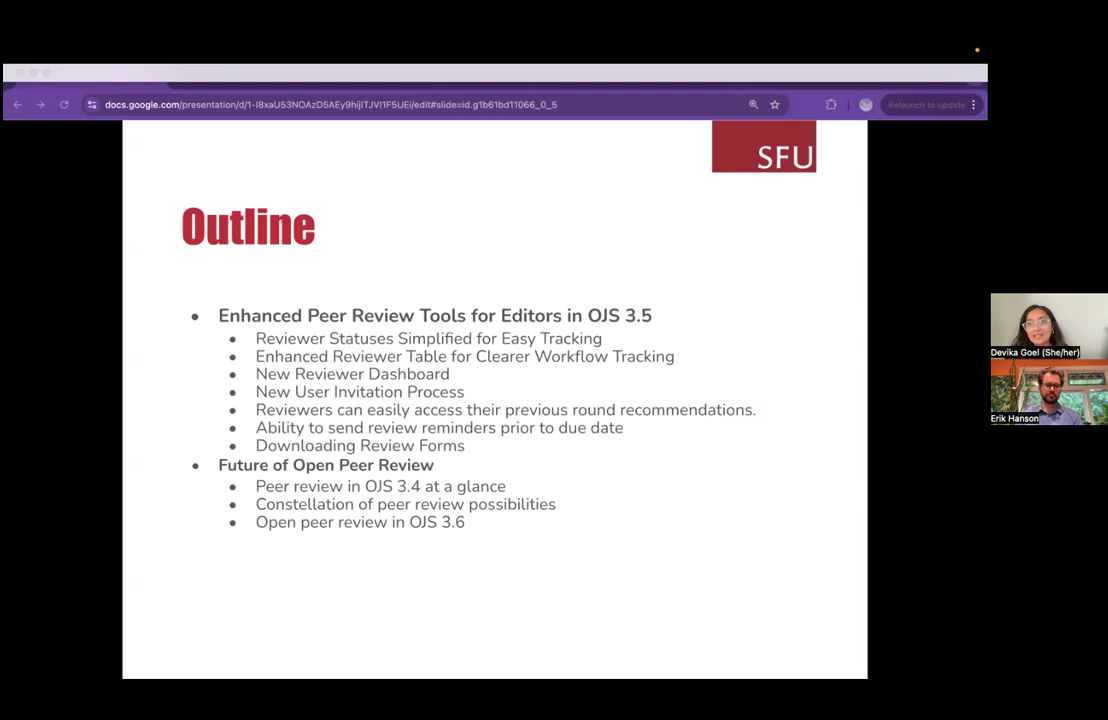 docs.google.com/presentation/d/1-I8xaU53NOAzD5AEy9hijITJVI1F5UEi/edit#slide=id.g1b61bd11066_0_5
Relaunch to update
SFU
Outline
Enhanced Peer Review Tools for Editors in OJS 3.5
Reviewer Statuses Simplified for Easy Tracking
Enhanced Reviewer Table for Clearer Workflow Tracking
New Reviewer Dashboard
New User Invitation Process
Reviewers can easily access their previous round recommendations.
Ability to send review reminders prior to due date
Downloading Review Forms
Future of Open Peer Review
Peer review in OJS 3.4 at a glance
Constellation of peer review possibilities
Open peer review in OJS 3.6
Devika Goel (She/her)
Erik Hanson